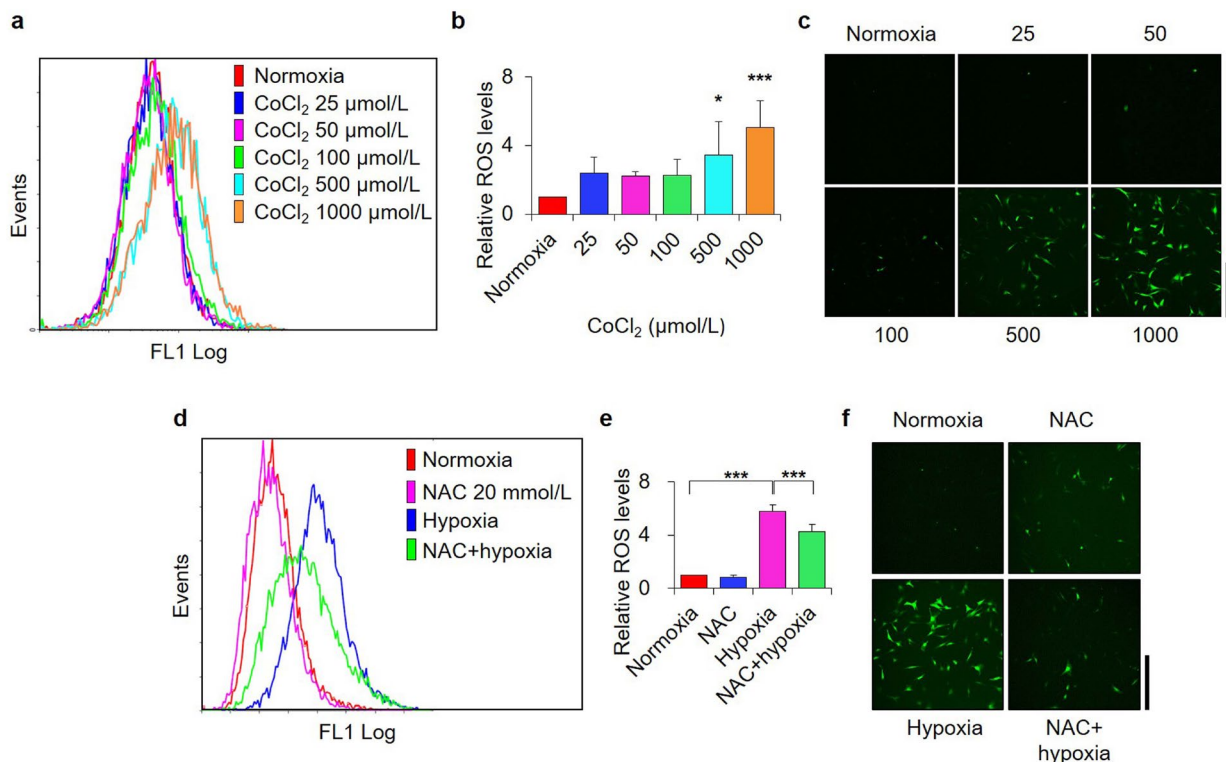 a
Normoxia
CoCl₂ 25 µmol/L
CoCl₂ 50 µmol/L
CoCl₂ 100 µmol/L
CoCl₂ 500 µmol/L
CoCl₂ 1000 µmol/L
Events
0
FL1 Log
b
8
4
0
Relative ROS levels
*
***
Normoxia
25
50
100
500
1000
CoCl₂ (µmol/L)
c
Normoxia
25
50
100
500
1000
d
Normoxia
NAC 20 mmol/L
Hypoxia
NAC+hypoxia
Events
FL1 Log
e
8
4
0
Relative ROS levels
***
***
Normoxia
NAC
Hypoxia
NAC+hypoxia
f
Normoxia
NAC
Hypoxia
NAC+
hypoxia